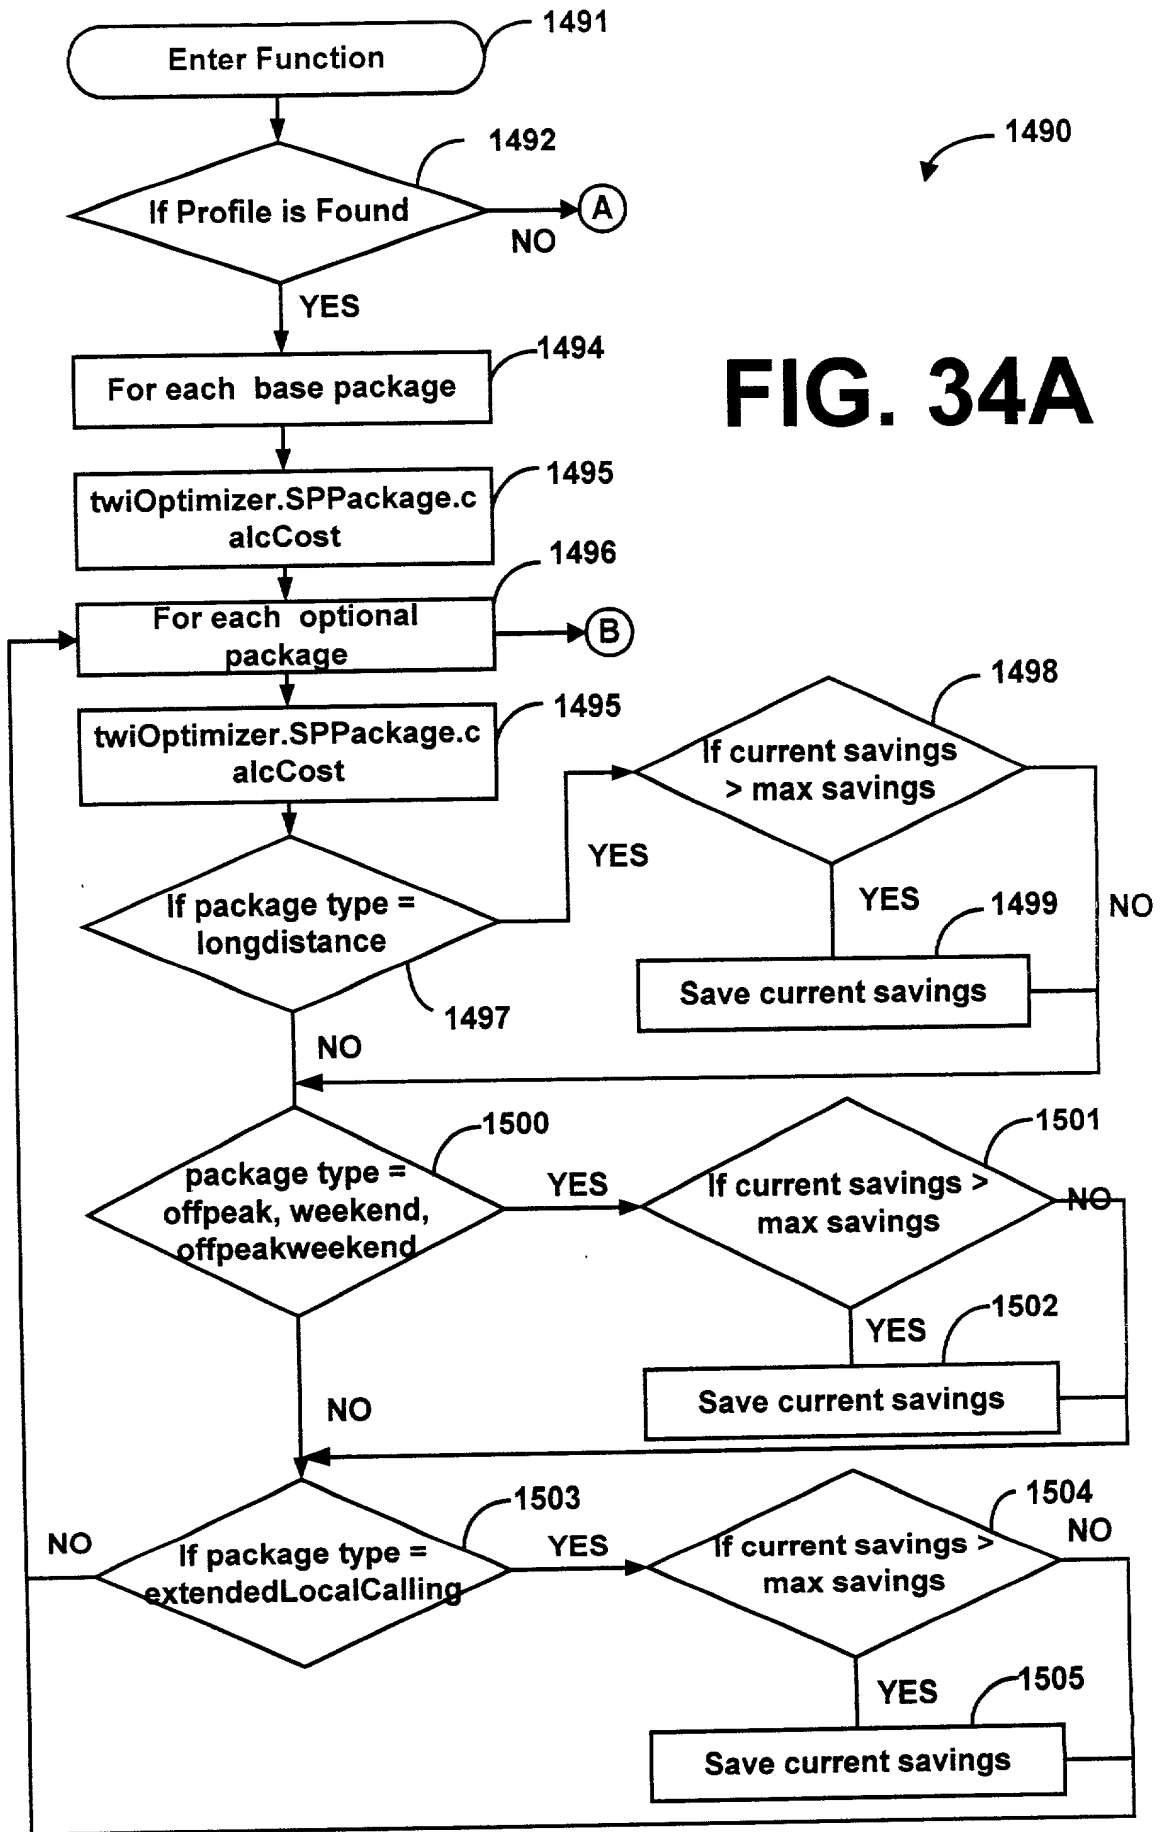 1491
Enter Function
1490
1492
If Profile is Found
A
NO
YES
1494
For each base package
FIG. 34A
1495
twiOptimizer.SPPackage.c
alcCost
1496
For each optional
package
B
1498
1495
twiOptimizer.SPPackage.c
alcCost
If current savings
> max savings
YES
YES
1499
NO
If package type =
longdistance
Save current savings
1497
NO
1500
1501
package type =
offpeak, weekend,
offpeakweekend
YES
If current savings >
max savings
NO
1502
YES
Save current savings
NO
1503
1504
NO
If package type =
extendedLocalCalling
YES
If current savings >
max savings
NO
YES
1505
Save current savings